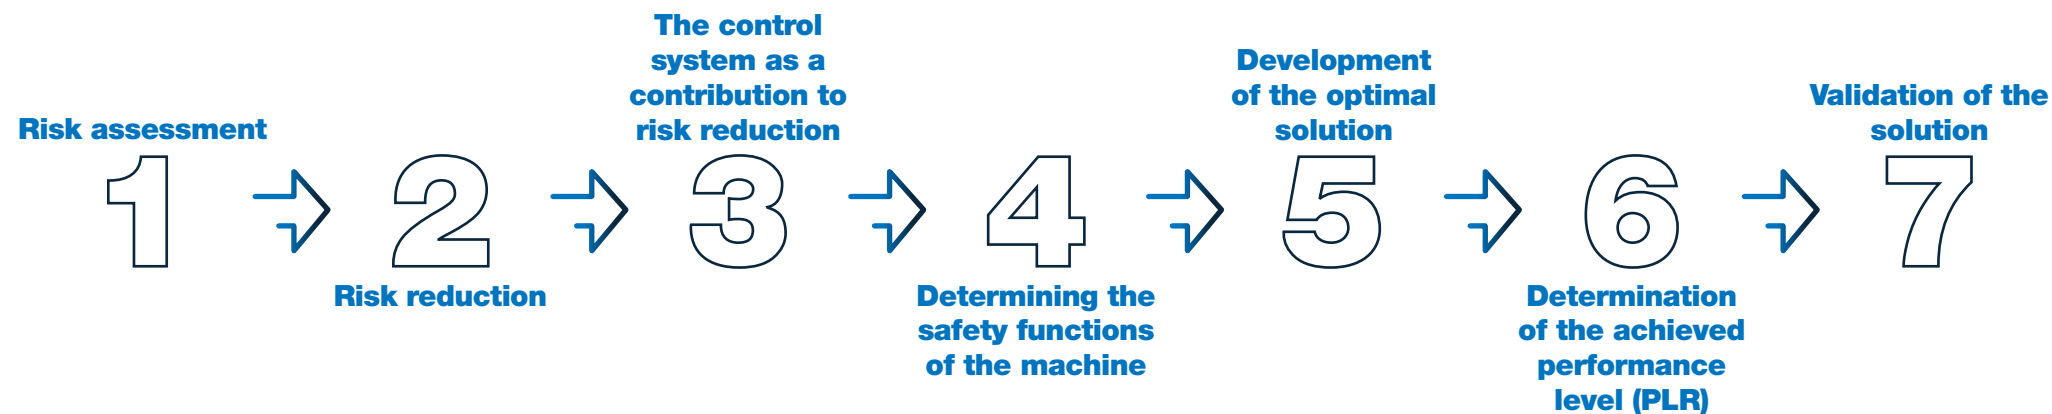 Risk assessment
1
2
Risk reduction
The control
system as a
contribution to
risk reduction
3
4
Determining the
safety functions
of the machine
Development
of the optimal
solution
5
6
Determination
of the achieved
performance
level (PLR)
Validation of the
solution
7